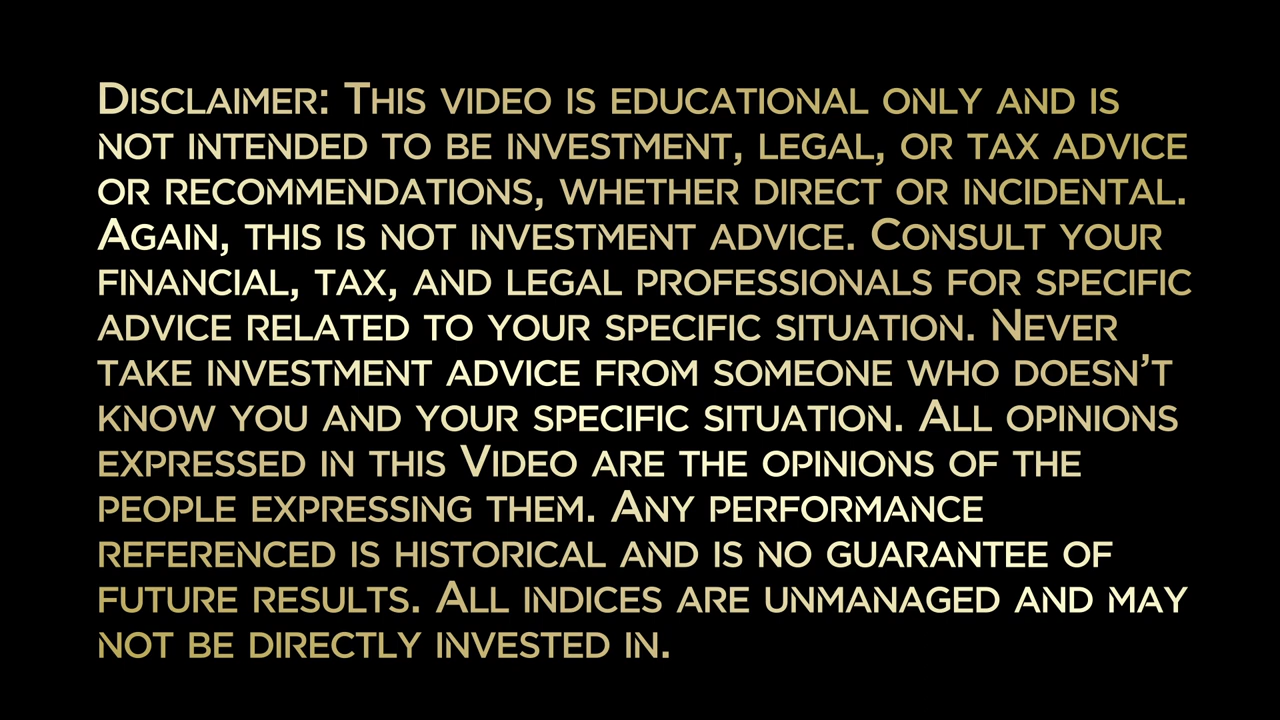 Disclaimer: This video is educational only and is
not intended to be investment, legal, or tax advice
or recommendations, whether direct or incidental.
Again, this is not investment advice. Consult your
financial, tax, and legal professionals for specific
advice related to your specific situation. Never
take investment advice from someone who doesn’t
know you and your specific situation. All opinions
expressed in this Video are the opinions of the
people expressing them. Any performance
referenced is historical and is no guarantee of
future results. All indices are unmanaged and may
not be directly invested in.